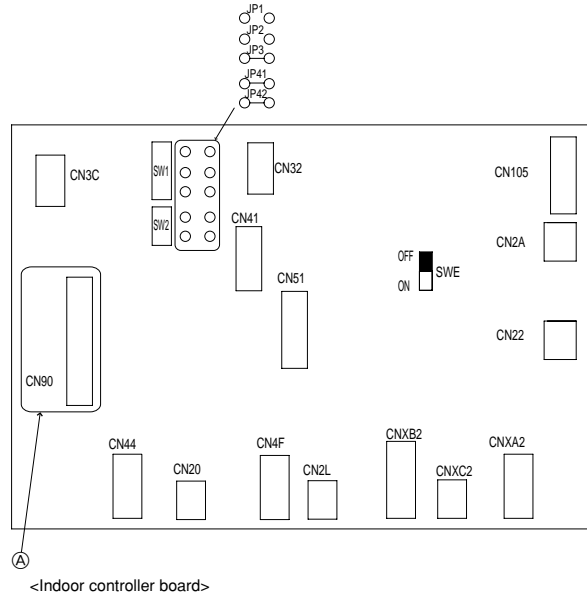 JP1
JP2
JP3
JP41
JP42
CN3C
SW1
CN32
CN105
SW2
CN41
CN2A
OFF
SWE
ON
CN51
CN22
CN90
CN44
CN20
CN4F
CN2L
CNXB2
CNXC2
CNXA2
A
<Indoor controller board>